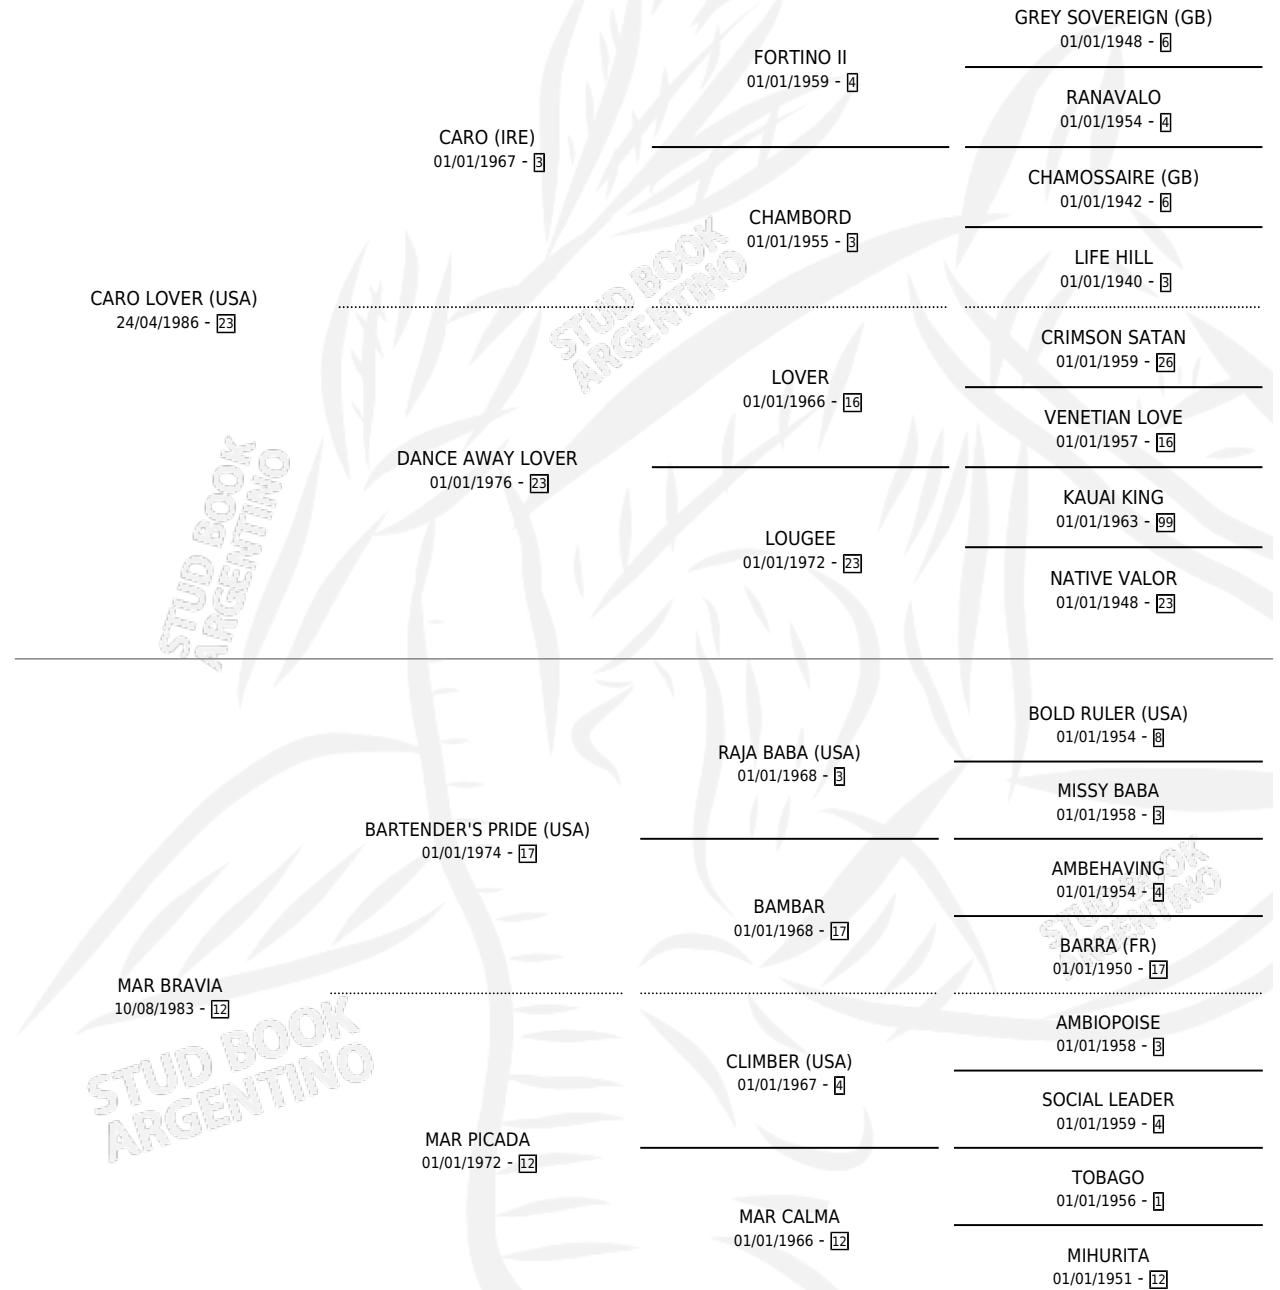 GREY SOVEREIGN (GB)
01/01/1948 - 6
FORTINO II
01/01/1959 - 4
RANAVALO
01/01/1954 - 4
CARO (IRE)
01/01/1967 - 3
CHAMOSSAIRE (GB)
01/01/1942 - 6
CHAMBORD
01/01/1955 - 3
LIFE HILL
01/01/1940 - 3
CARO LOVER (USA)
24/04/1986 - 23
STUD BOOK
ARGENTINO
CRIMSON SATAN
01/01/1959 - 26
LOVER
01/01/1966 - 16
VENETIAN LOVE
01/01/1957 - 16
DANCE AWAY LOVER
01/01/1976 - 23
KAUAI KING
01/01/1963 - 99
LOUGEE
01/01/1972 - 23
NATIVE VALOR
01/01/1948 - 23
STUD BOOK
ARGENTINO
BOLD RULER (USA)
01/01/1954 - 8
RAJA BABA (USA)
01/01/1968 - 3
MISSY BABA
01/01/1958 - 3
BARTENDER'S PRIDE (USA)
01/01/1974 - 17
AMBEHAVING
01/01/1954 - 4
BAMBAR
01/01/1968 - 17
BARRA (FR)
01/01/1950 - 17
STUD BOOK
ARGENTINO
MAR BRAVIA
10/08/1983 - 12
AMBIOPOISE
01/01/1958 - 3
CLIMBER (USA)
01/01/1967 - 4
SOCIAL LEADER
01/01/1959 - 4
STUD BOOK
ARGENTINO
MAR PICADA
01/01/1972 - 12
TOBAGO
01/01/1956 - 1
MAR CALMA
01/01/1966 - 12
MIHURITA
01/01/1951 - 12